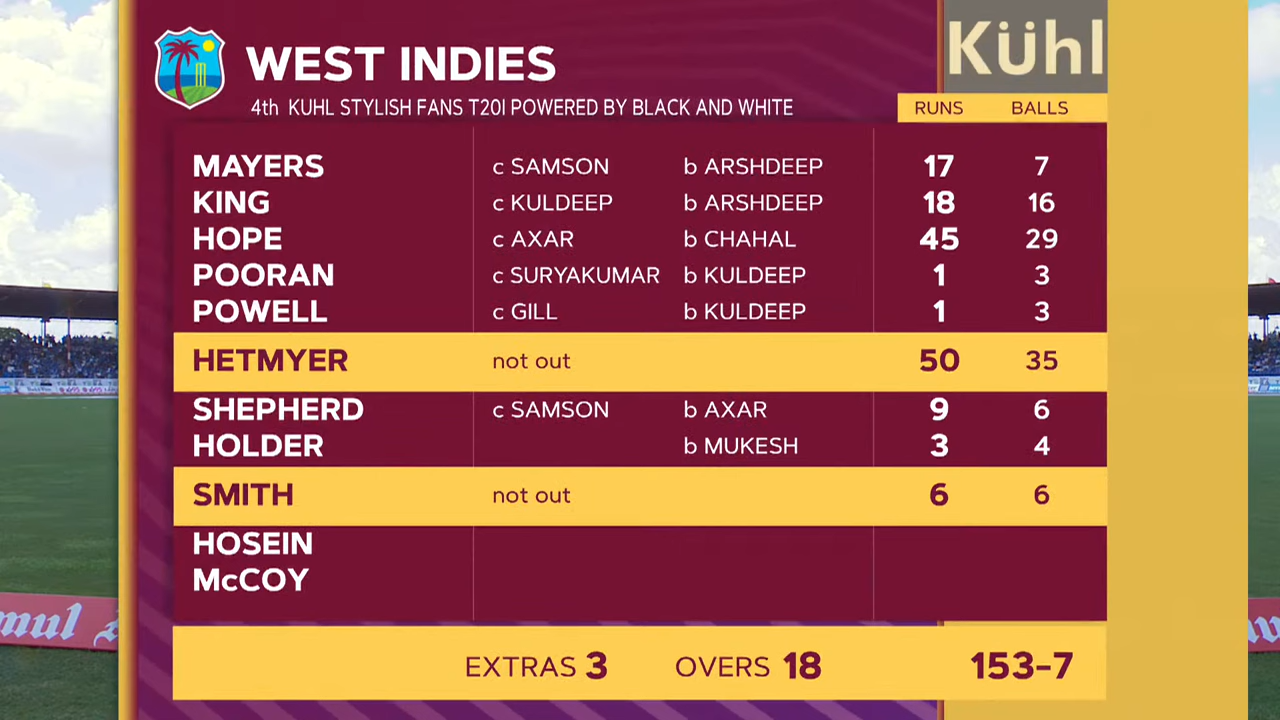 Kühl
WEST INDIES
4th KUHL STYLISH FANS T20I POWERED BY BLACK AND WHITE
RUNS BALLS
MAYERS c SAMSON b ARSHDEEP 17 7
KING c KULDEEP b ARSHDEEP 18 16
HOPE c AXAR b CHAHAL 45 29
POORAN c SURYAKUMAR b KULDEEP 1 3
POWELL c GILL b KULDEEP 1 3
HETMYER not out 50 35
SHEPHERD c SAMSON b AXAR 9 6
HOLDER b MUKESH 3 4
SMITH not out 6 6
HOSEIN
McCOY
EXTRAS 3 OVERS 18 153-7